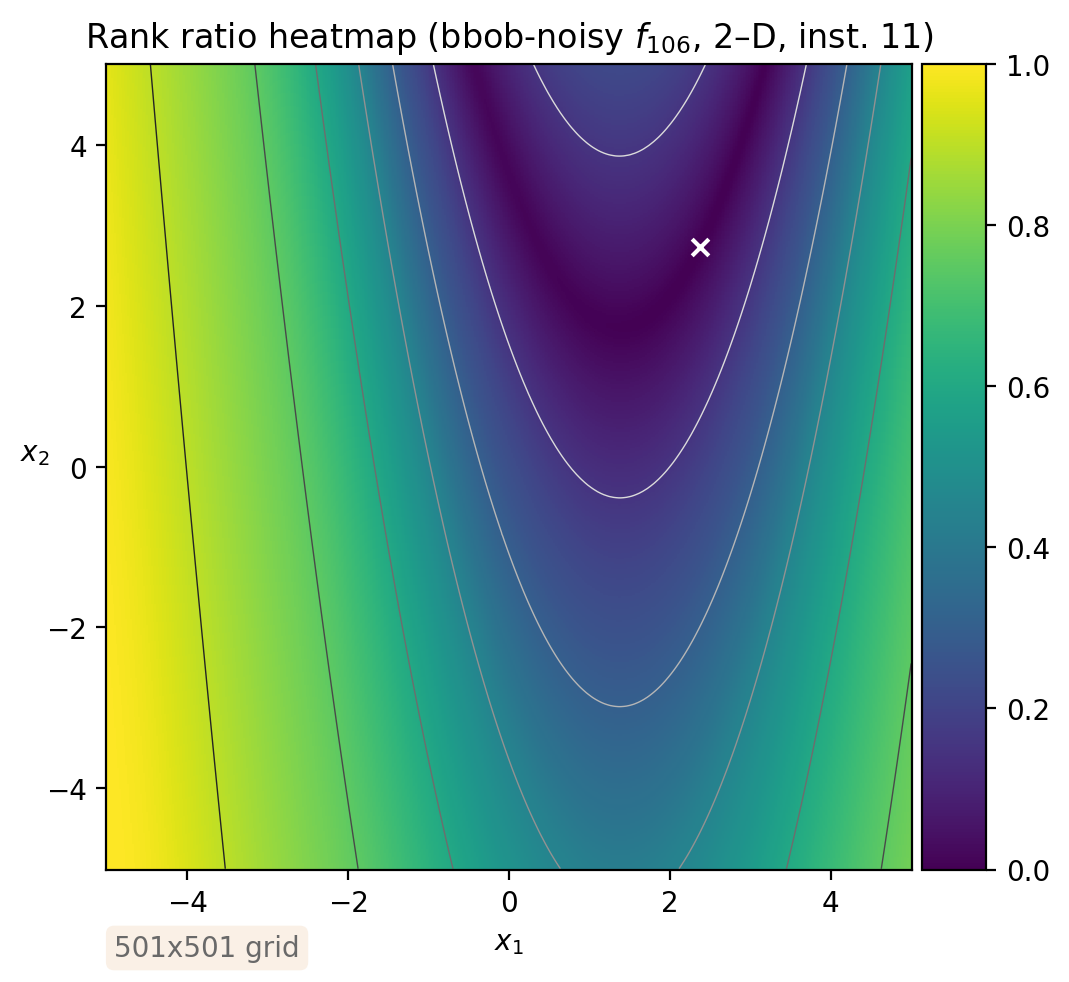 Rank ratio heatmap (bbob-noisy f₁₀₆, 2–D, inst. 11)
1.0
0.8
0.6
0.4
0.2
0.0
4
2
0
−2
−4
x₂
−4 −2 0 2 4
x₁
501x501 grid